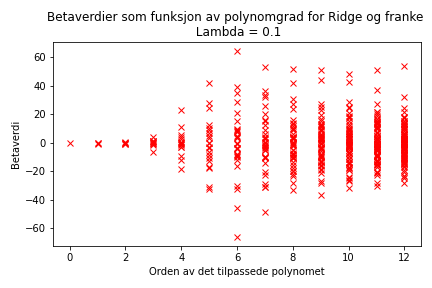 Betaverdier som funksjon av polynomgrad for Ridge og franke
Lambda = 0.1
60
40
20
0
−20
−40
−60
Betaverdi
0 2 4 6 8 10 12
Orden av det tilpassede polynomet